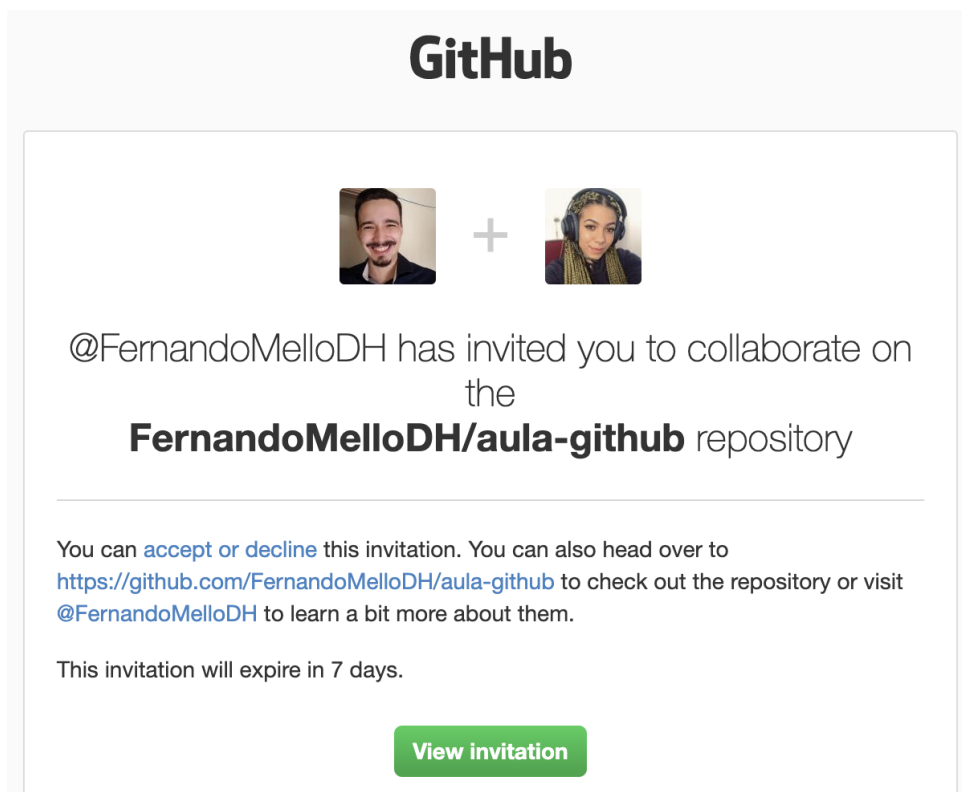 GitHub
@FernandoMelloDH has invited you to collaborate on
the
FernandoMelloDH/aula-github repository
You can accept or decline this invitation. You can also head over to
https://github.com/FernandoMelloDH/aula-github to check out the repository or visit
@FernandoMelloDH to learn a bit more about them.
This invitation will expire in 7 days.
View invitation